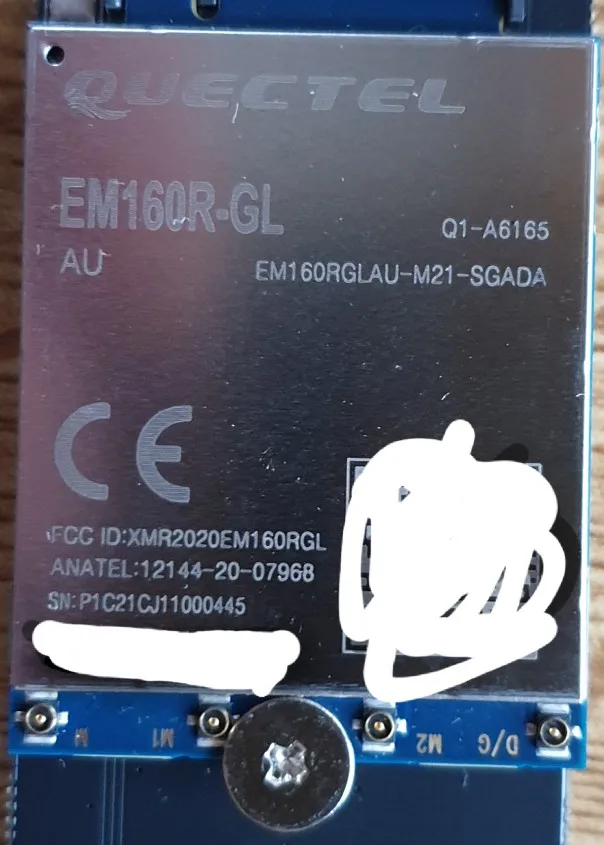 QUECTEL
EM160R-GL
Q1-A6165
AU
EM160RGLAU-M21-SGADA
CE
FCC ID:XMR2020EM160RGL
ANATEL:12144-20-07968
SN:P1C21CJ11000445
M M1 M2 D/G